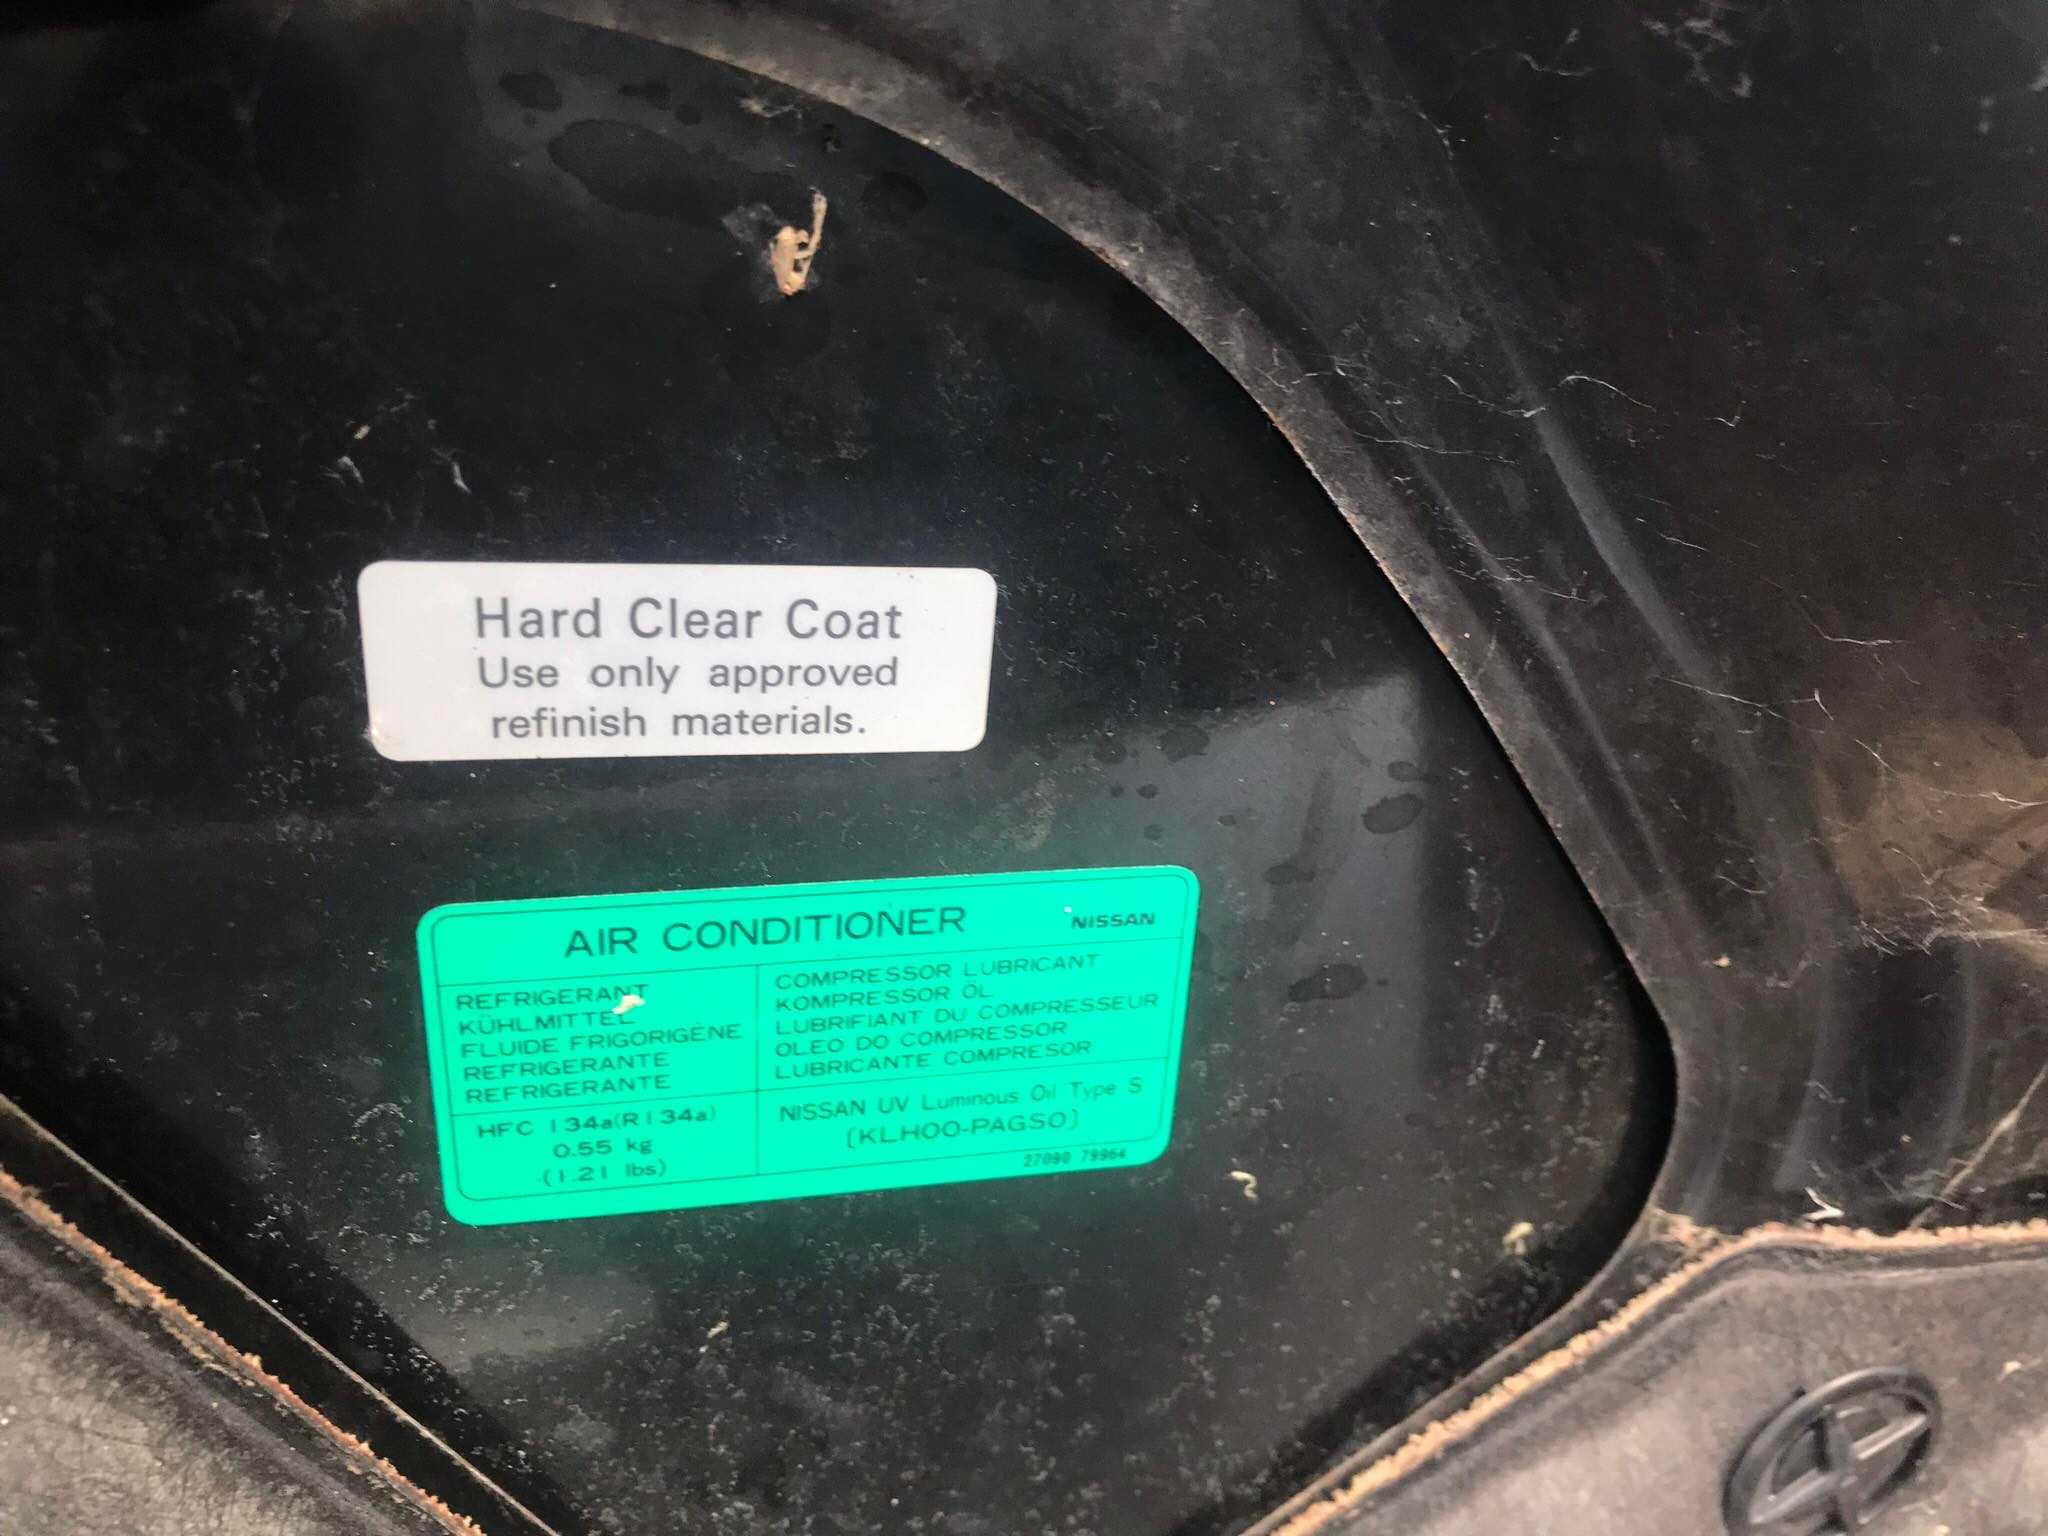 Hard Clear Coat
Use only approved
refinish materials.
AIR CONDITIONER
NISSAN
REFRIGERANT
KÜHLMITTEL
FLUIDE FRIGORIGÈNE
REFRIGERANTE
REFRIGERANTE
COMPRESSOR LUBRICANT
KOMPRESSOR ÖL
LUBRIFIANT DU COMPRESSEUR
OLEO DO COMPRESSOR
LUBRICANTE COMPRESOR
HFC 134a(R134a)
0.55 kg
(1.21 lbs)
NISSAN UV Luminous Oil Type S
[KLH00-PAGS0]
27090 79964